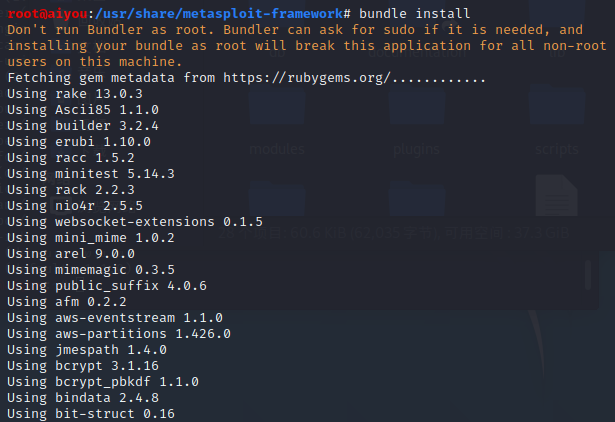 root@aiyou:/usr/share/metasploit-framework# bundle install
Don't run Bundler as root. Bundler can ask for sudo if it is needed, and
installing your bundle as root will break this application for all non-root
users on this machine.
Fetching gem metadata from https://rubygems.org/............
Using rake 13.0.3
Using Ascii85 1.1.0
Using builder 3.2.4
Using erubi 1.10.0
Using racc 1.5.2
modules
plugins
scripts
Using minitest 5.14.3
Using rack 2.2.3
Using nio4r 2.5.5
Using websocket-extensions 0.1.5
Using mini_mime 1.0.2
Using arel 9.0.0
Using mimemagic 0.3.5
Using public_suffix 4.0.6
Using afm 0.2.2
Using aws-eventstream 1.1.0
Using aws-partitions 1.426.0
Using jmespath 1.4.0
Using bcrypt 3.1.16
Using bcrypt_pbkdf 1.1.0
Using bindata 2.4.8
Using bit-struct 0.16